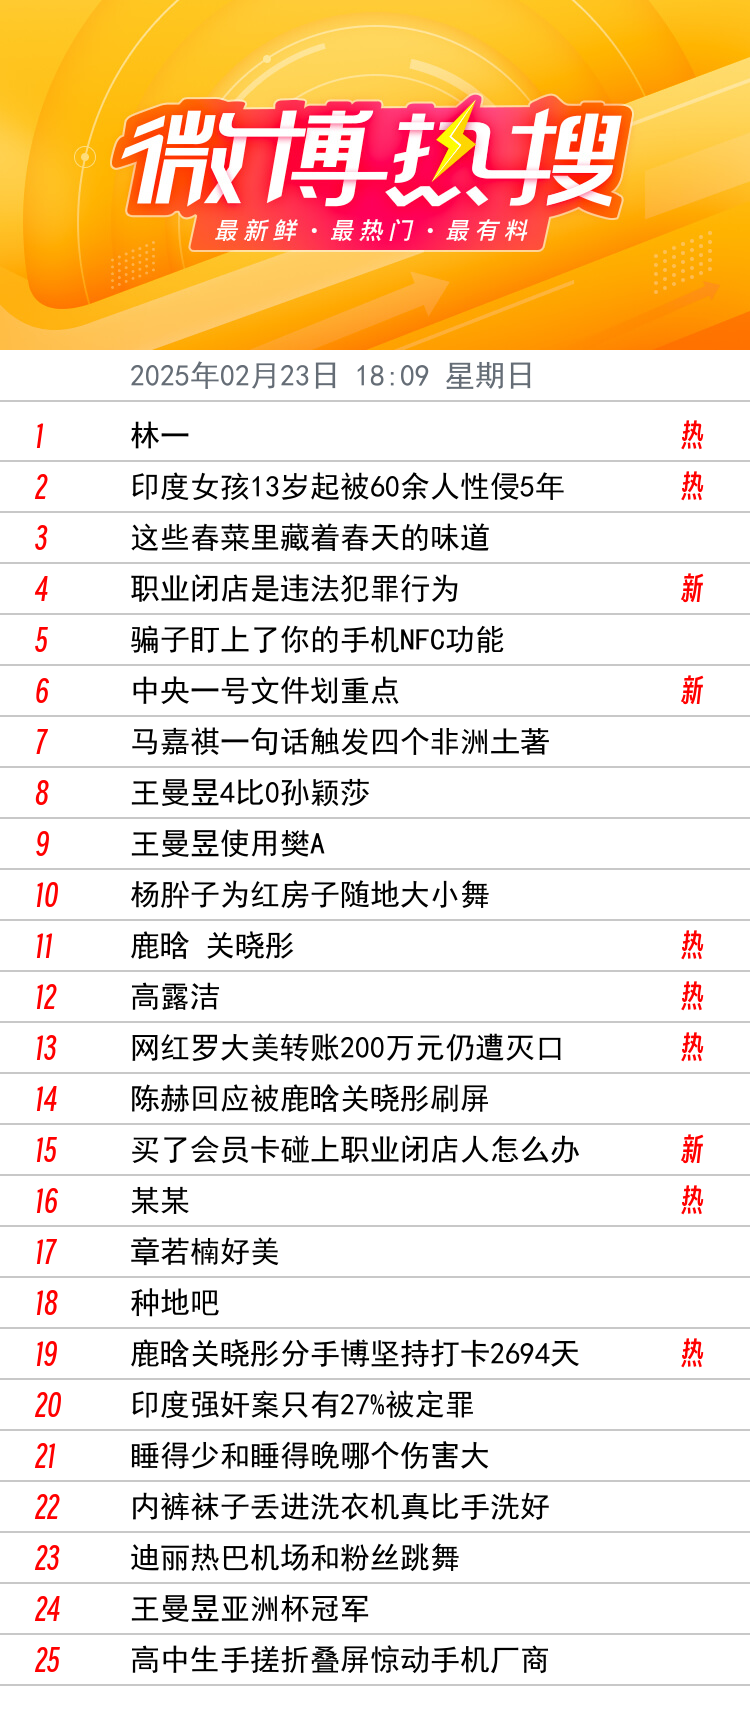 微博热搜
最新鲜·最热门·最有料
2025年02月23日 18:09 星期日
1 林一 热
2 印度女孩13岁起被60余人性侵5年 热
3 这些春菜里藏着春天的味道
4 职业闭店是违法犯罪行为 新
5 骗子盯上了你的手机NFC功能
6 中央一号文件划重点 新
7 马嘉祺一句话触发四个非洲土著
8 王曼昱4比0孙颖莎
9 王曼昱使用樊A
10 杨肸子为红房子随地大小舞
11 鹿晗 关晓彤 热
12 高露洁 热
13 网红罗大美转账200万元仍遭灭口 热
14 陈赫回应被鹿晗关晓彤刷屏
15 买了会员卡碰上职业闭店人怎么办 新
16 某某 热
17 章若楠好美
18 种地吧
19 鹿晗关晓彤分手博坚持打卡2694天 热
20 印度强奸案只有27%被定罪
21 睡得少和睡得晚哪个伤害大
22 内裤袜子丢进洗衣机真比手洗好
23 迪丽热巴机场和粉丝跳舞
24 王曼昱亚洲杯冠军
25 高中生手搓折叠屏惊动手机厂商